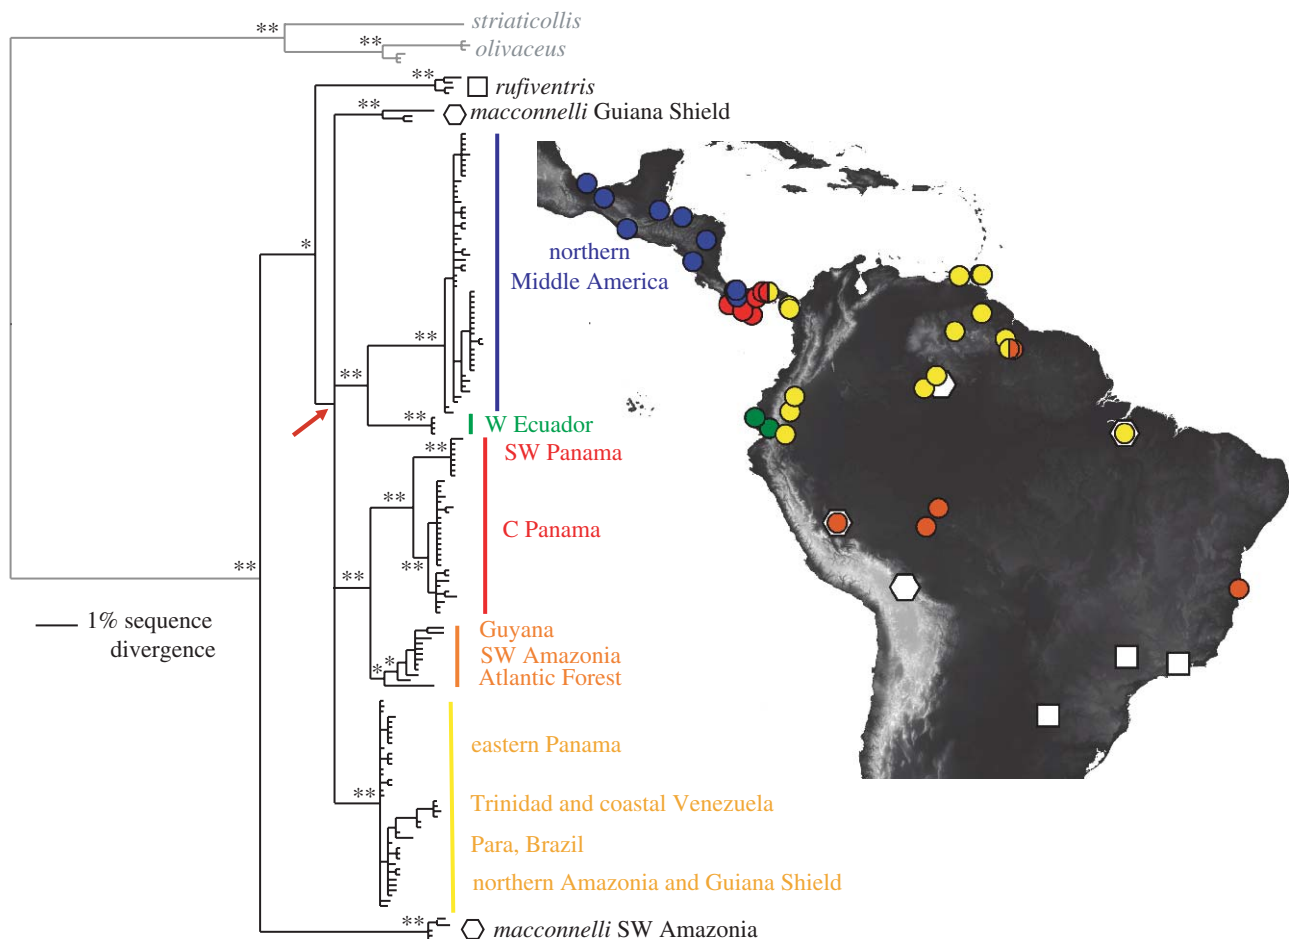 ** striaticollis
** olivaceus
** rufiventris
** macconnelli Guiana Shield
*
northern
Middle America
**
**
** W Ecuador
** SW Panama
**
C Panama
**
**
**
Guyana
* * SW Amazonia
Atlantic Forest
1% sequence
divergence
eastern Panama
**
Trinidad and coastal Venezuela
Para, Brazil
northern Amazonia and Guiana Shield
** macconnelli SW Amazonia